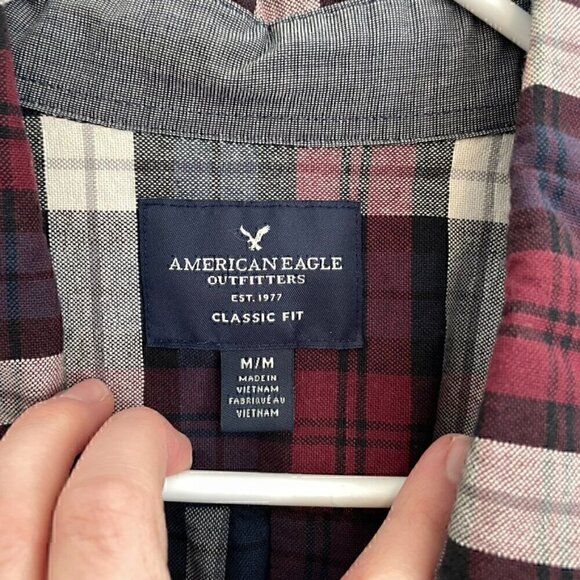 AMERICAN EAGLE
OUTFITTERS
EST. 1977
CLASSIC FIT
M/M
MADE IN
VIETNAM
FABRIQUÉ AU
VIETNAM